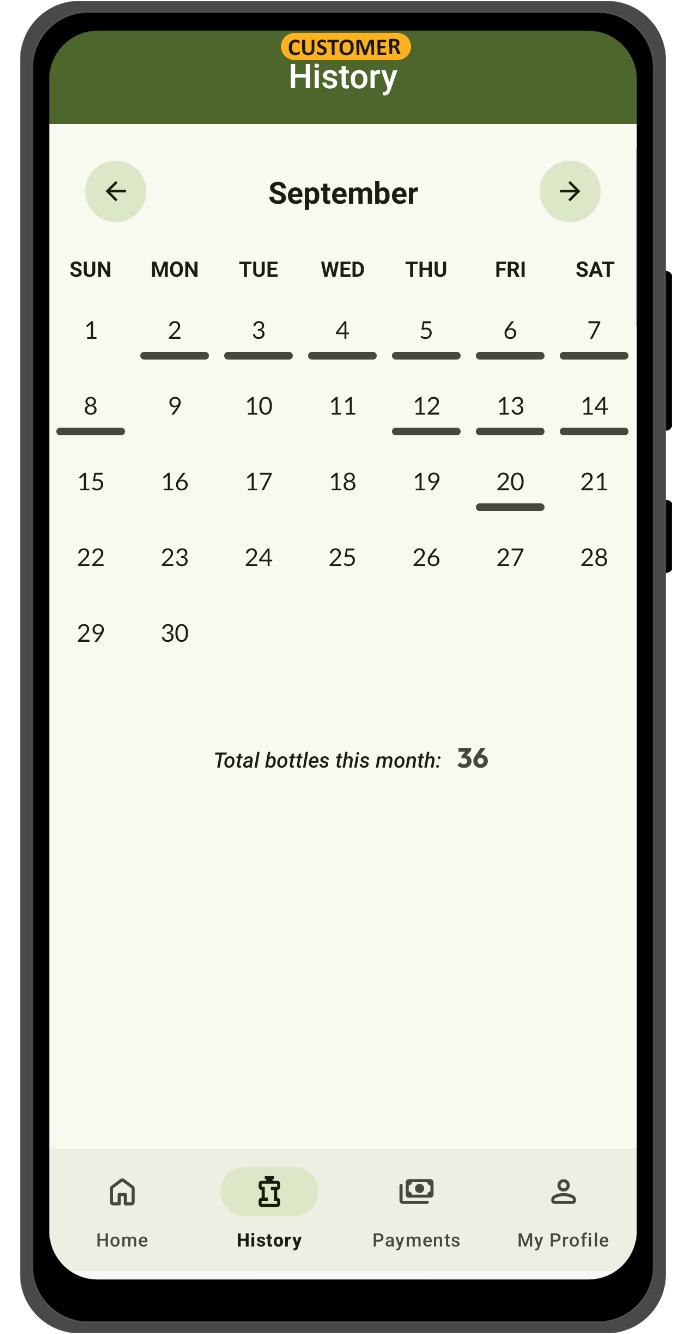 CUSTOMER
History
September
SUN MON TUE WED THU FRI SAT
1 2 3 4 5 6 7
8 9 10 11 12 13 14
15 16 17 18 19 20 21
22 23 24 25 26 27 28
29 30
Total bottles this month: 36
Home History Payments My Profile